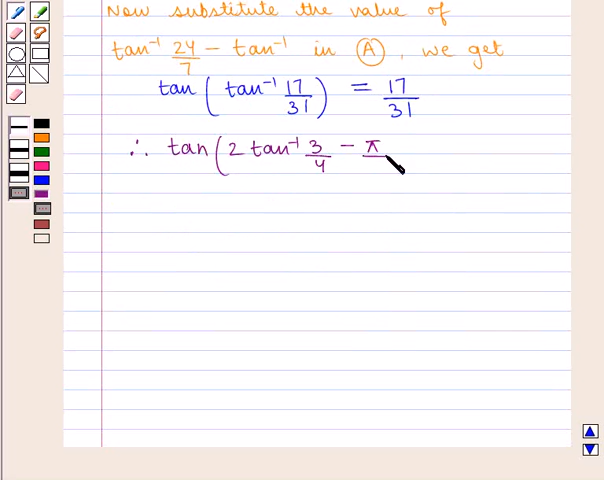 Now substitute the value of
tan⁻¹ 24/7 - tan⁻¹ in Ⓐ, we get
tan ( tan⁻¹ 17/31 ) = 17/31
∴ tan ( 2 tan⁻¹ 3/4 - π